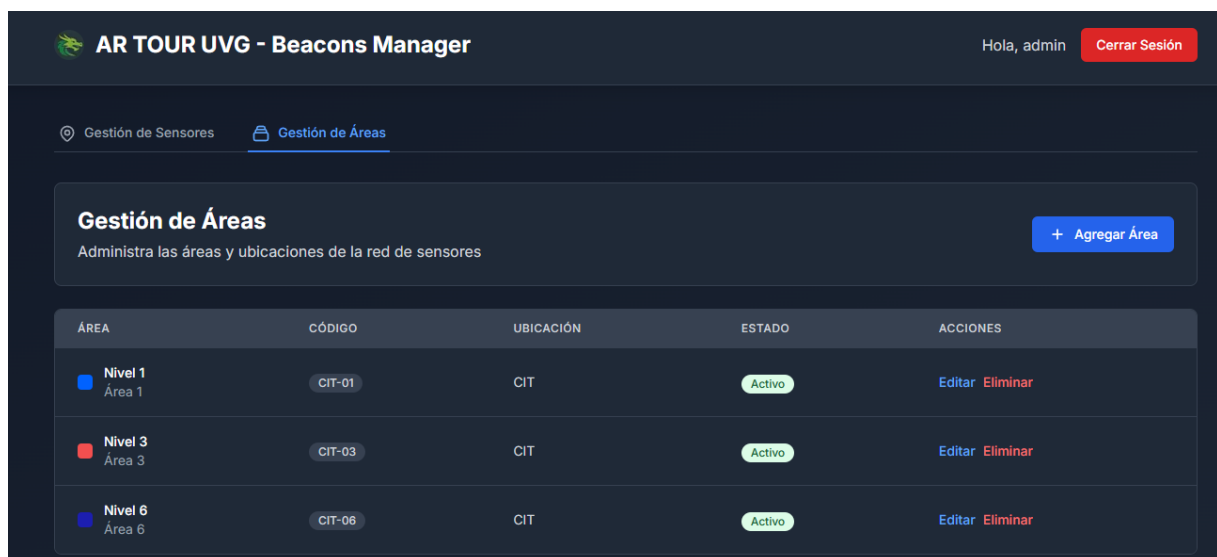 AR TOUR UVG - Beacons Manager
Hola, admin
Cerrar Sesión
Gestión de Sensores
Gestión de Áreas
Gestión de Áreas
Administra las áreas y ubicaciones de la red de sensores
+ Agregar Área
ÁREA CÓDIGO UBICACIÓN ESTADO ACCIONES
Nivel 1
Área 1
CIT-01 CIT Activo Editar Eliminar
Nivel 3
Área 3
CIT-03 CIT Activo Editar Eliminar
Nivel 6
Área 6
CIT-06 CIT Activo Editar Eliminar